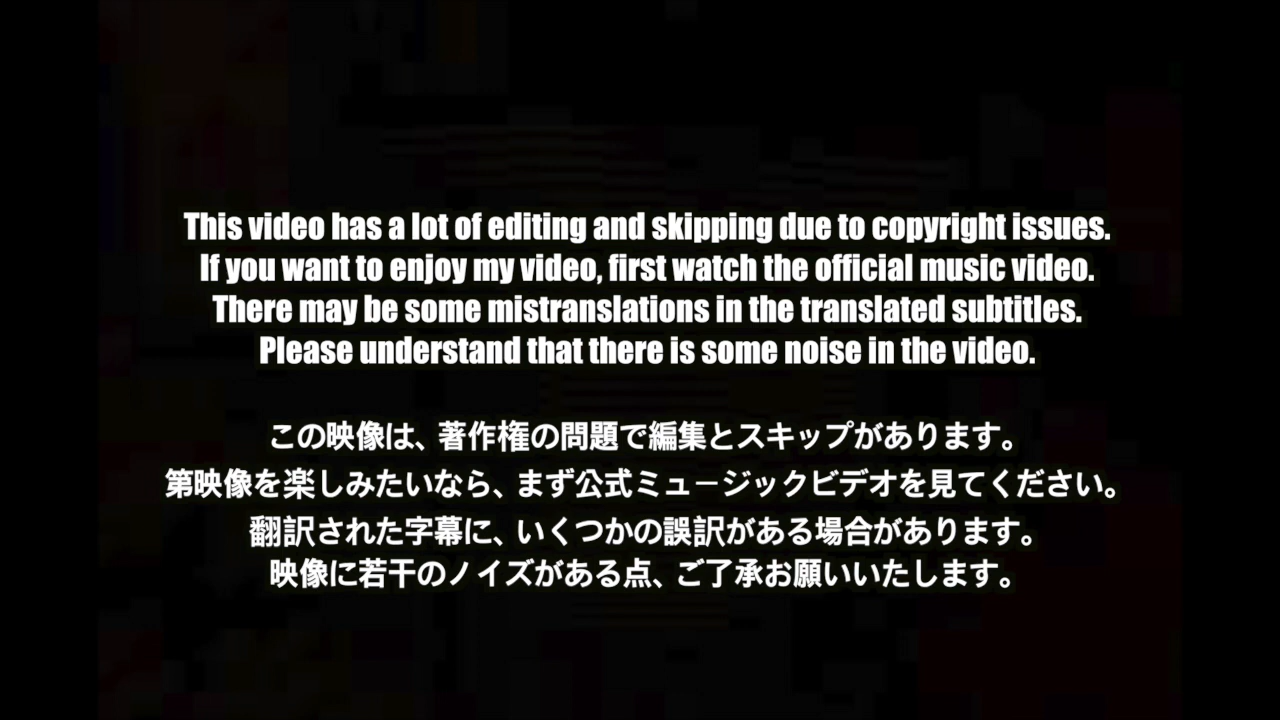 This video has a lot of editing and skipping due to copyright issues.
If you want to enjoy my video, first watch the official music video.
There may be some mistranslations in the translated subtitles.
Please understand that there is some noise in the video.
この映像は、著作権の問題で編集とスキップがあります。
第映像を楽しみたいなら、まず公式ミュージックビデオを見てください。
翻訳された字幕に、いくつかの誤訳がある場合があります。
映像に若干のノイズがある点、ご了承お願いいたします。